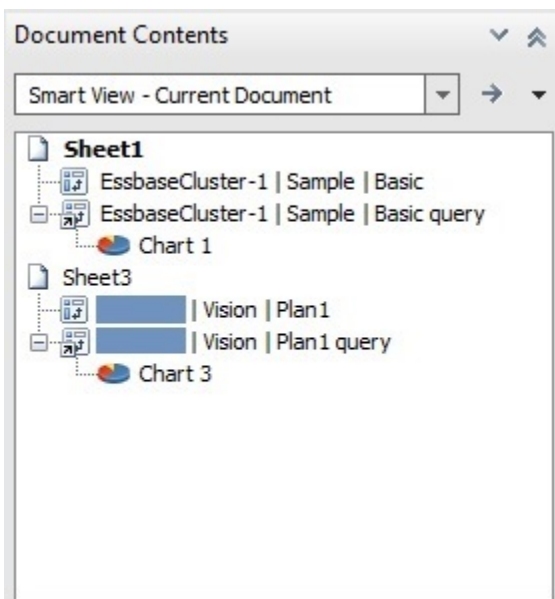 Document Contents
Smart View - Current Document
Sheet1
EssbaseCluster-1 | Sample | Basic
EssbaseCluster-1 | Sample | Basic query
Chart 1
Sheet3
| Vision | Plan1
| Vision | Plan1 query
Chart 3